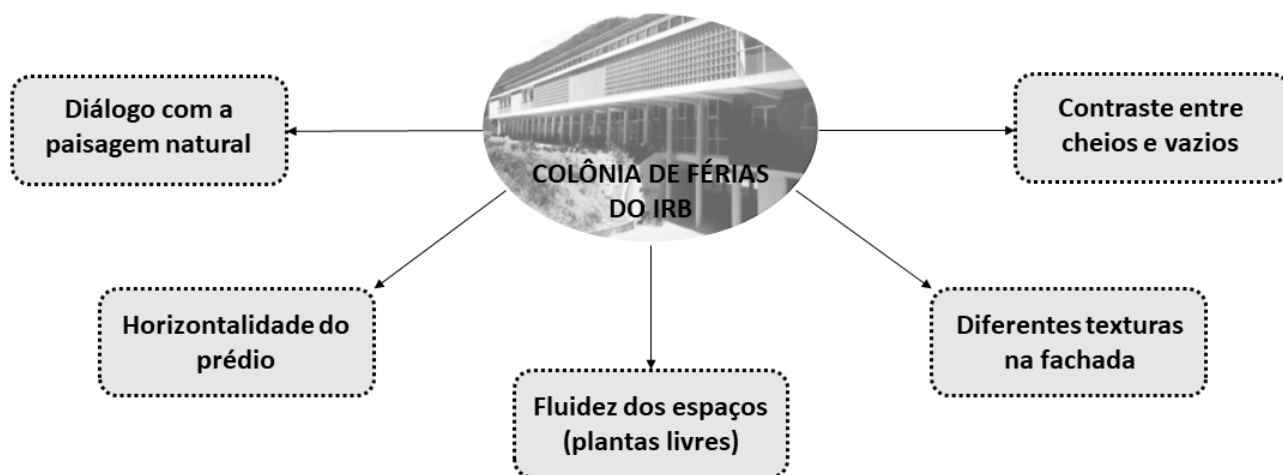 COLÔNIA DE FÉRIAS
DO IRB
Diálogo com a
paisagem natural
Contraste entre
cheios e vazios
Horizontalidade do
prédio
Diferentes texturas
na fachada
Fluidez dos espaços
(plantas livres)